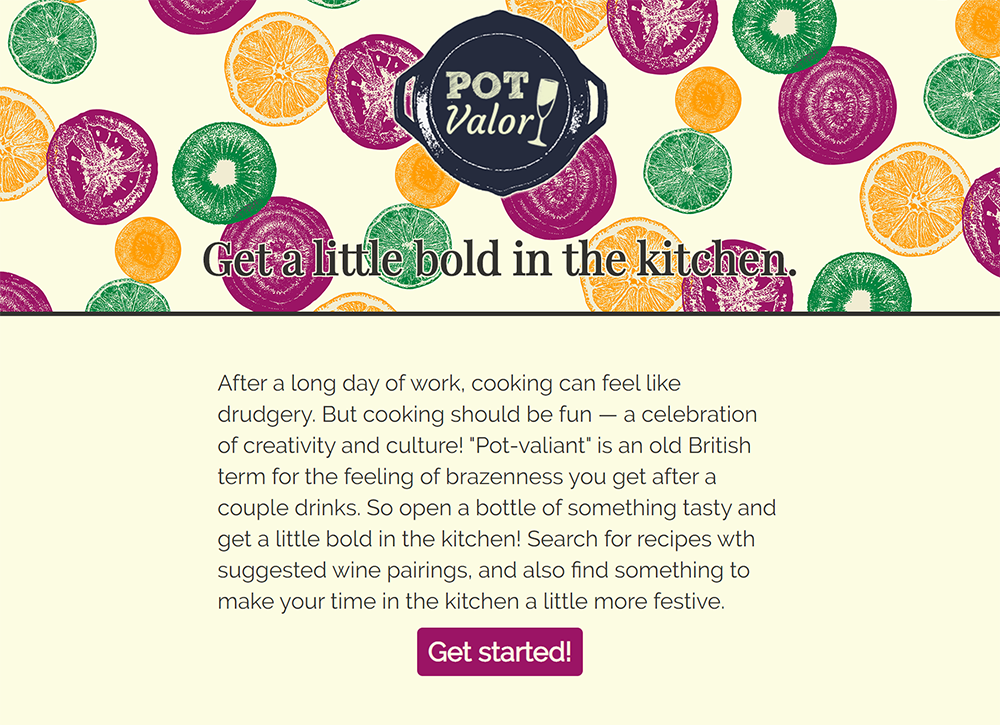 POT
Valor
Get a little bold in the kitchen.
After a long day of work, cooking can feel like
drudgery. But cooking should be fun — a celebration
of creativity and culture! "Pot-valiant" is an old British
term for the feeling of brazenness you get after a
couple drinks. So open a bottle of something tasty and
get a little bold in the kitchen! Search for recipes wth
suggested wine pairings, and also find something to
make your time in the kitchen a little more festive.
Get started!